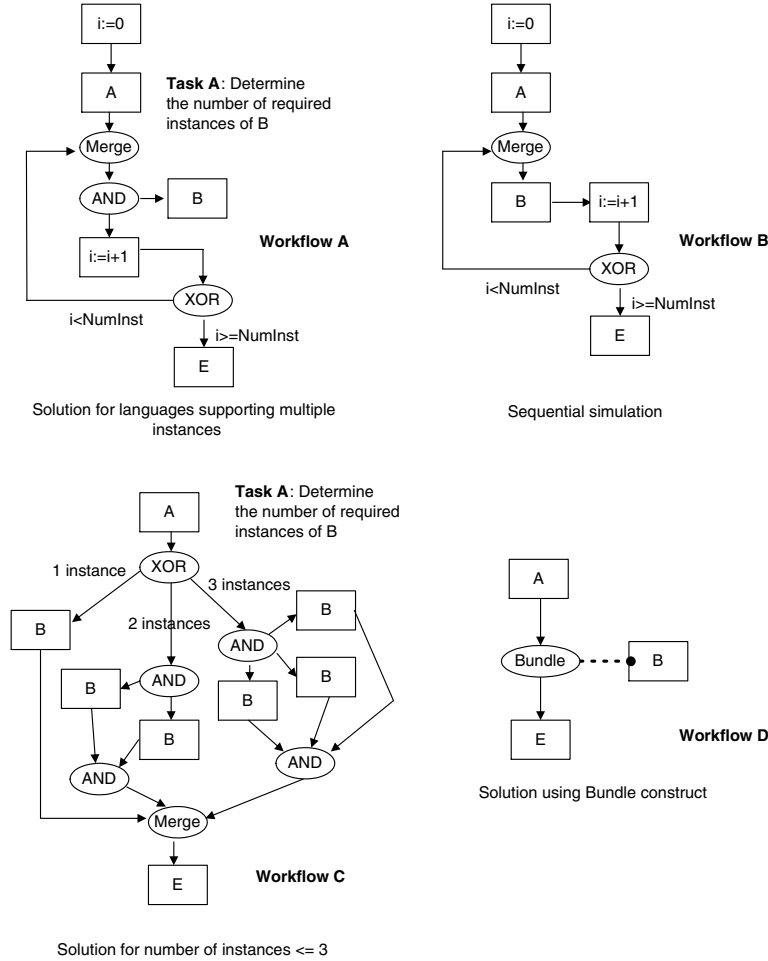 i:=0
A
Task A: Determine
the number of required
instances of B
Merge
AND
B
i:=i+1
Workflow A
XOR
i<NumInst
i>=NumInst
E
Solution for languages supporting multiple
instances
i:=0
A
Merge
B
i:=i+1
Workflow B
XOR
i<NumInst
i>=NumInst
E
Sequential simulation
Task A: Determine
the number of required
instances of B
A
XOR
1 instance
3 instances
B
2 instances
B
AND
AND
B
B
B
B
AND
AND
Merge
E
Workflow C
Solution for number of instances <= 3
A
Bundle
B
E
Workflow D
Solution using Bundle construct